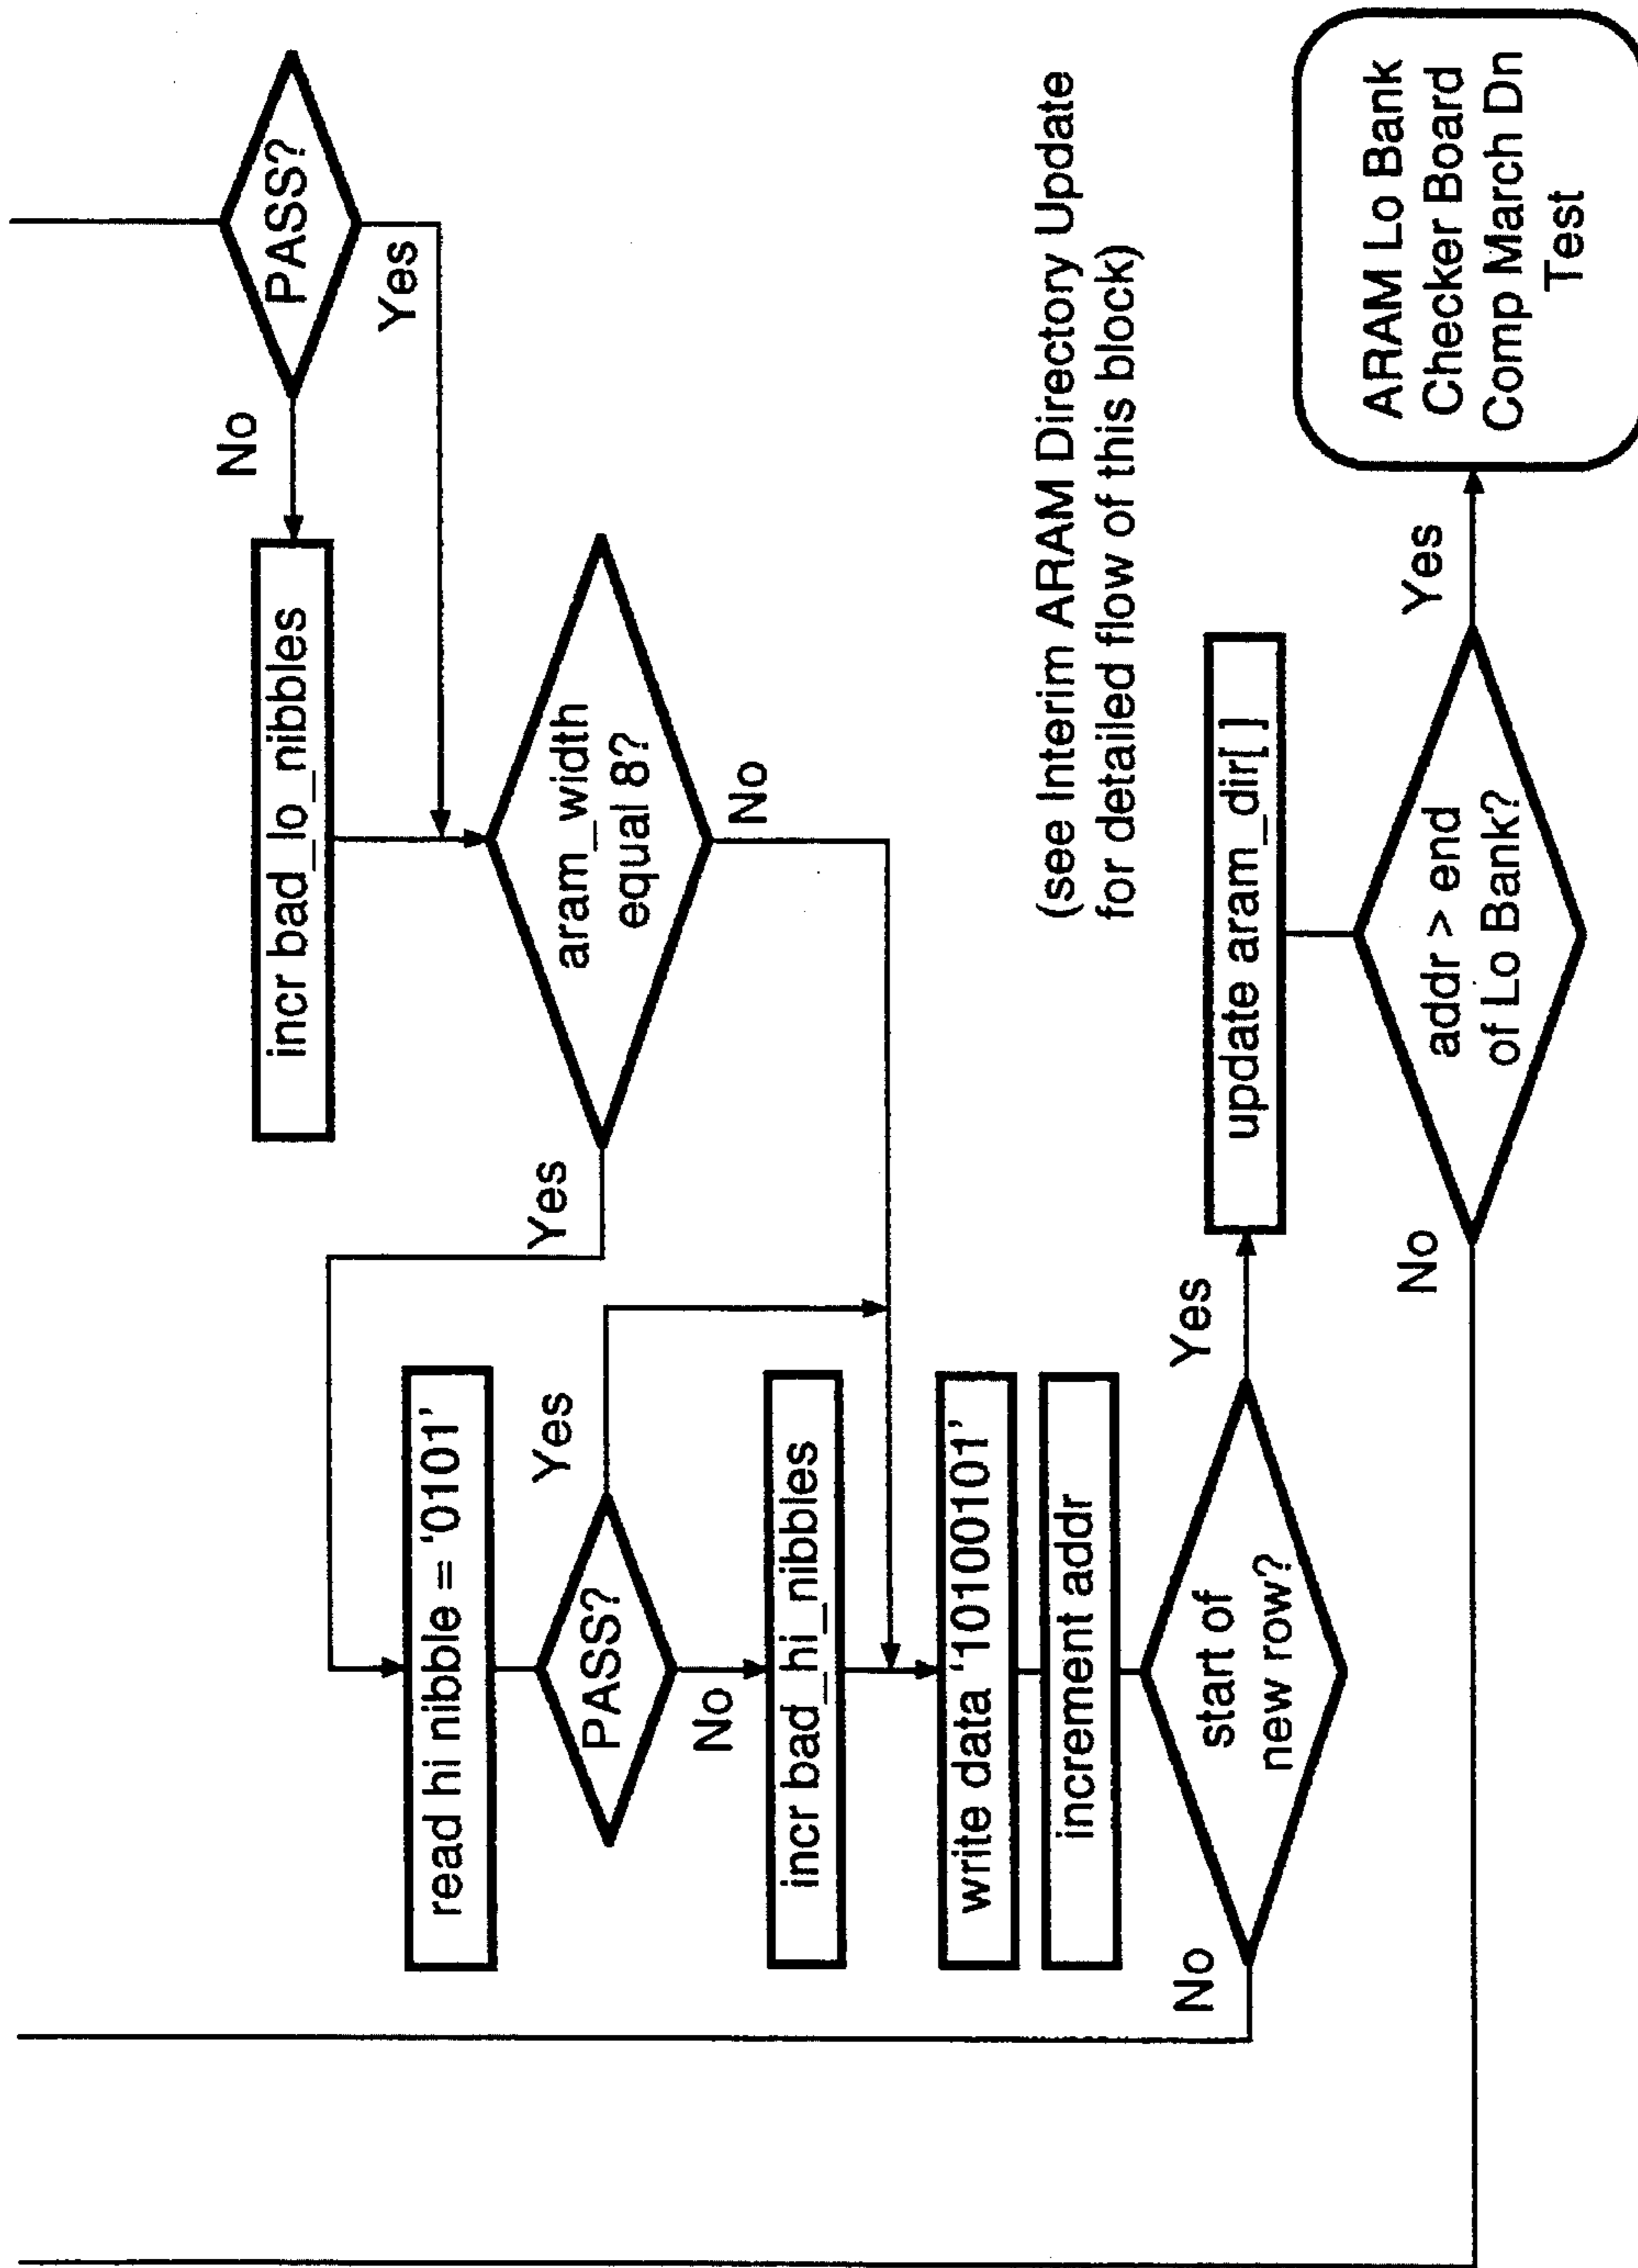 PASS?
No
Yes
incr bad_lo_nibbles
aram_width
equal 8?
Yes
No
read hi nibble = ‘0101’
PASS?
Yes
No
incr bad_hi_nibbles
write data ‘10100101’
increment addr
start of
new row?
No
Yes
(see Interim ARAM Directory Update
for detailed flow of this block)
update aram_dir[ ]
addr > end
of Lo Bank?
No
Yes
ARAM Lo Bank
Checker Board
Comp March Dn
Test